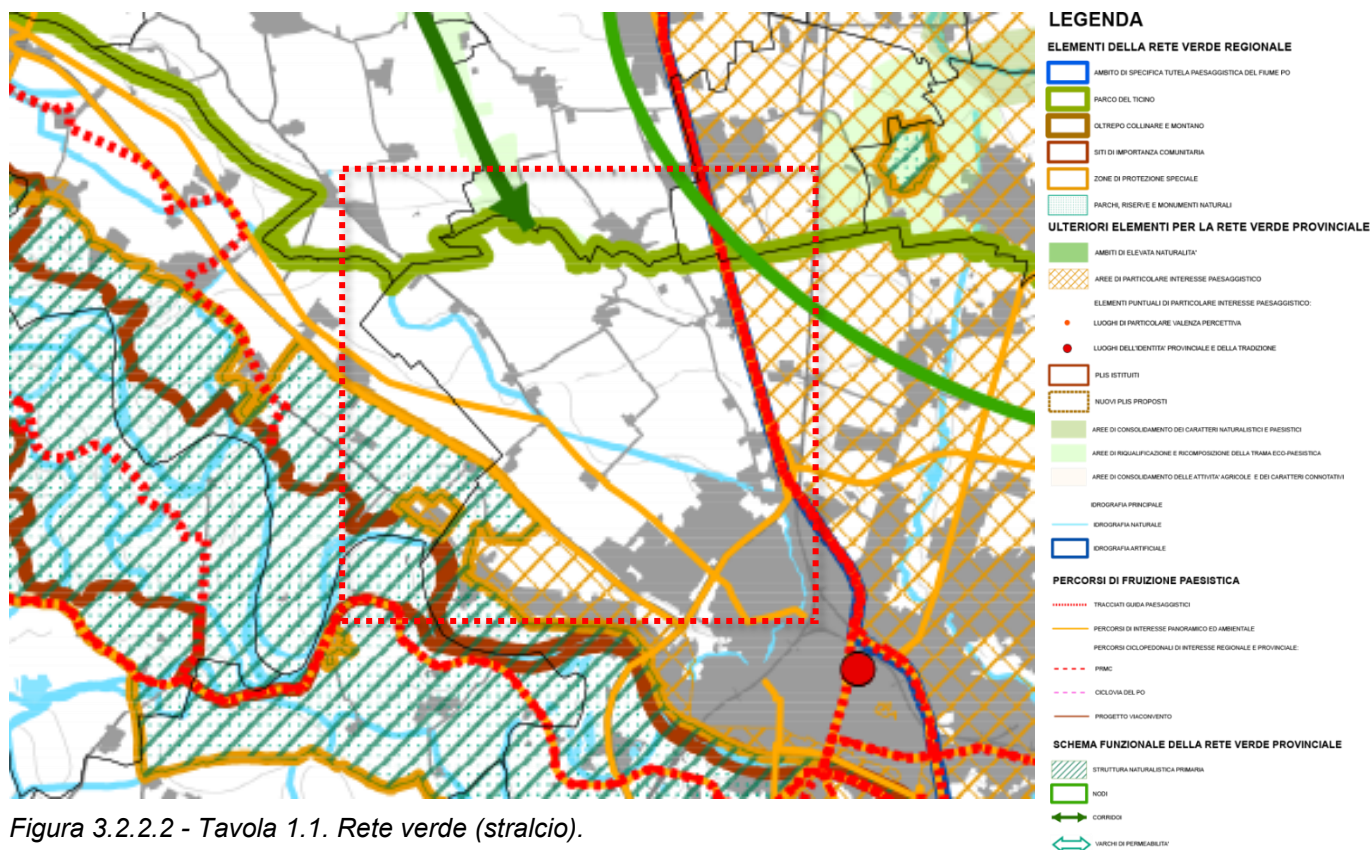 LEGENDA
ELEMENTI DELLA RETE VERDE REGIONALE
AMBITO DI SPECIFICA TUTELA PAESAGGISTICA DEL FIUME PO
PARCO DEL TICINO
OLTREPO COLLINARE E MONTANO
SITI DI IMPORTANZA COMUNITARIA
ZONE DI PROTEZIONE SPECIALE
PARCHI, RISERVE E MONUMENTI NATURALI
ULTERIORI ELEMENTI PER LA RETE VERDE PROVINCIALE
AMBITI DI ELEVATA NATURALITA'
AREE DI PARTICOLARE INTERESSE PAESAGGISTICO
ELEMENTI PUNTUALI DI PARTICOLARE INTERESSE PAESAGGISTICO:
LUOGHI DI PARTICOLARE VALENZA PERCETTIVA
LUOGHI DELL'IDENTITA' PROVINCIALE E DELLA TRADIZIONE
PLIS ISTITUITI
NUOVI PLIS PROPOSTI
AREE DI CONSOLIDAMENTO DEI CARATTERI NATURALISTICI E PAESISTICI
AREE DI RIQUALIFICAZIONE E RICOMPOSIZIONE DELLA TRAMA ECO-PAESISTICA
AREE DI CONSOLIDAMENTO DELLE ATTIVITA' AGRICOLE E DEI CARATTERI CONNOTATIVI
IDROGRAFIA PRINCIPALE
IDROGRAFIA NATURALE
IDROGRAFIA ARTIFICIALE
PERCORSI DI FRUIZIONE PAESISTICA
TRACCIATI GUIDA PAESAGGISTICI
PERCORSI DI INTERESSE PANORAMICO ED AMBIENTALE
PERCORSI CICLOPEDONALI DI INTERESSE REGIONALE E PROVINCIALE:
PRMC
CICLOVIA DEL PO
PROGETTO VIACONVENTO
SCHEMA FUNZIONALE DELLA RETE VERDE PROVINCIALE
STRUTTURA NATURALISTICA PRIMARIA
NODI
CORRIDOI
VARCHI DI PERMEABILITA'
Figura 3.2.2.2 - Tavola 1.1. Rete verde (stralcio).